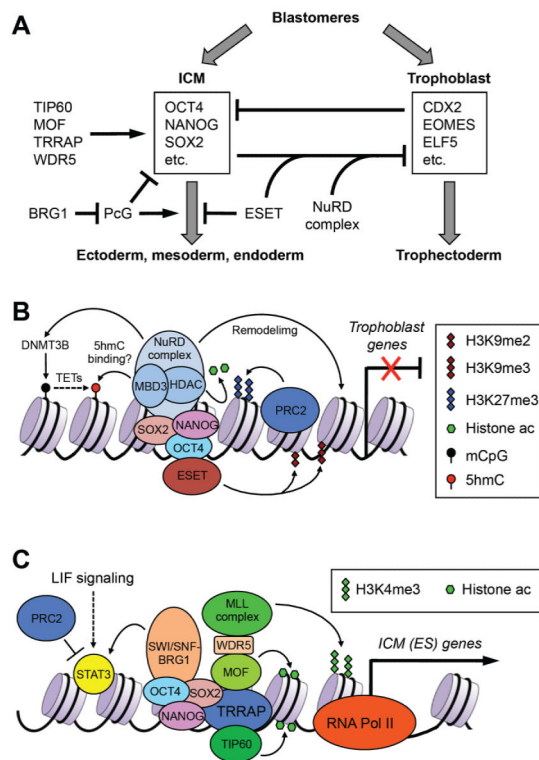 A
Blastomeres
ICM
Trophoblast
TIP60
MOF
TRRAP
WDR5
OCT4
NANOG
SOX2
etc.
CDX2
EOMES
ELF5
etc.
BRG1
PcG
ESET
NuRD
complex
Ectoderm, mesoderm, endoderm
Trophectoderm
B
DNMT3B
5hmC
binding?
NuRD
complex
Remodelimg
Trophoblast
genes
TETs
MBD3
HDAC
PRC2
SOX2
NANOG
OCT4
ESET
H3K9me2
H3K9me3
H3K27me3
Histone ac
mCpG
5hmC
C
LIF signaling
PRC2
STAT3
SWI/SNF-
BRG1
MLL
complex
WDR5
MOF
OCT4
SOX2
NANOG
TRRAP
TIP60
H3K4me3
Histone ac
ICM (ES) genes
RNA Pol II